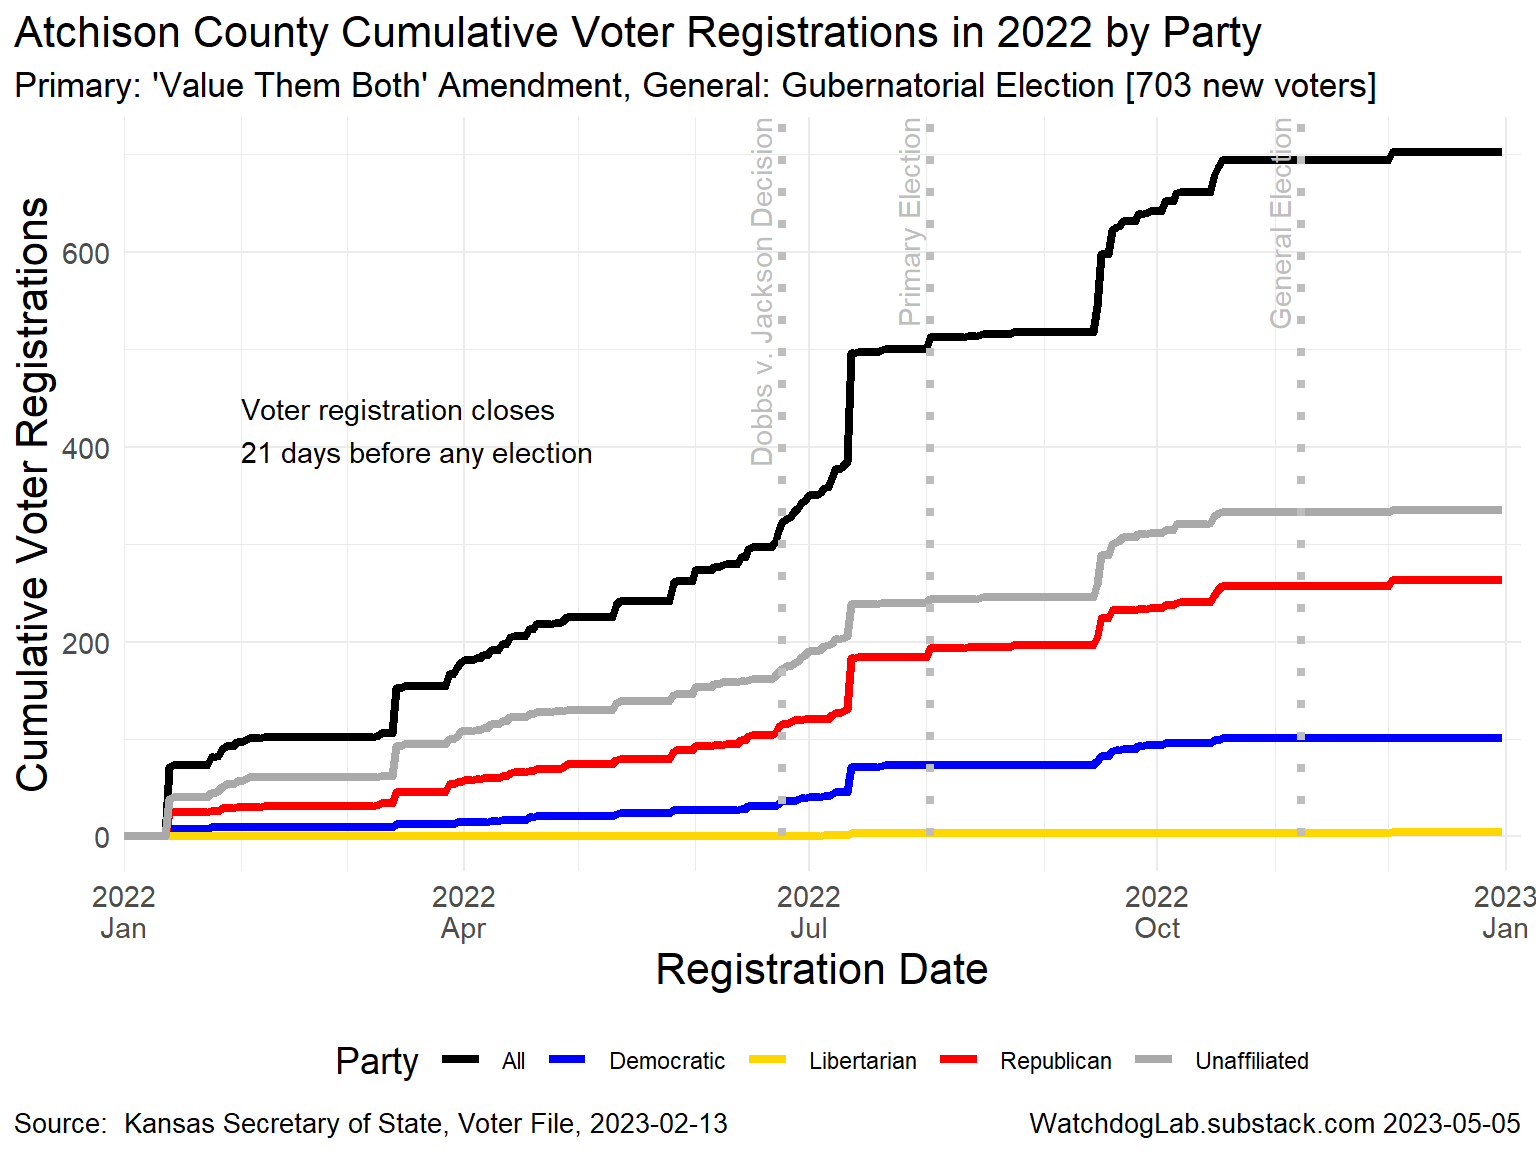 Atchison County Cumulative Voter Registrations in 2022 by Party
Primary: 'Value Them Both' Amendment, General: Gubernatorial Election [703 new voters]
Cumulative Voter Registrations
600
400
200
0
Voter registration closes
21 days before any election
Dobbs v. Jackson Decision
Primary Election
General Election
2022
Jan
2022
Apr
2022
Jul
2022
Oct
2023
Jan
Registration Date
Party All Democratic Libertarian Republican Unaffiliated
Source: Kansas Secretary of State, Voter File, 2023-02-13
WatchdogLab.substack.com 2023-05-05